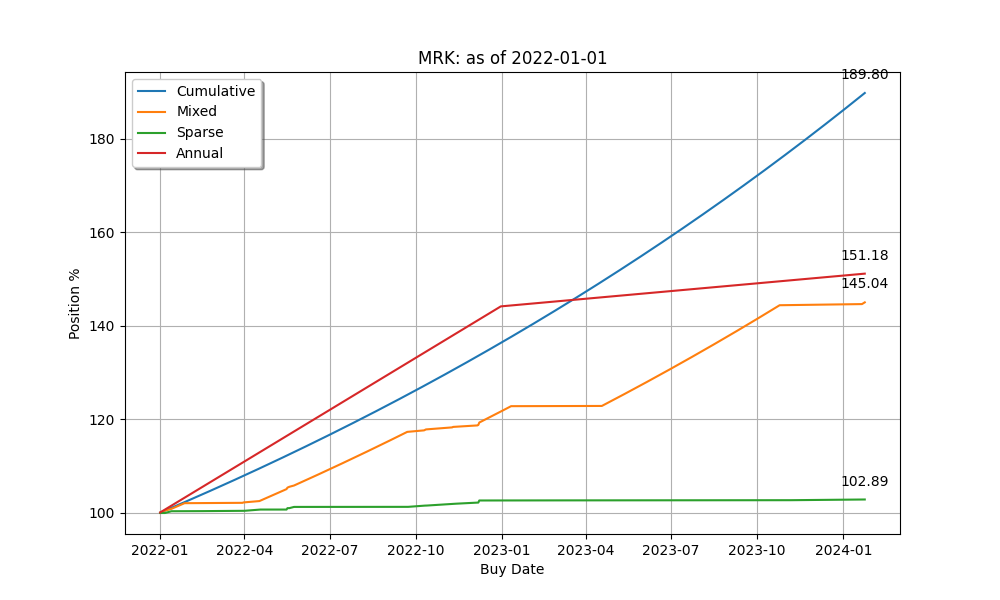 MRK: as of 2022-01-01
189.80
Cumulative
Mixed
Sparse
Annual
180
160
151.18
145.04
140
120
102.89
100
Position %
2022-01 2022-04 2022-07 2022-10 2023-01 2023-04 2023-07 2023-10 2024-01
Buy Date